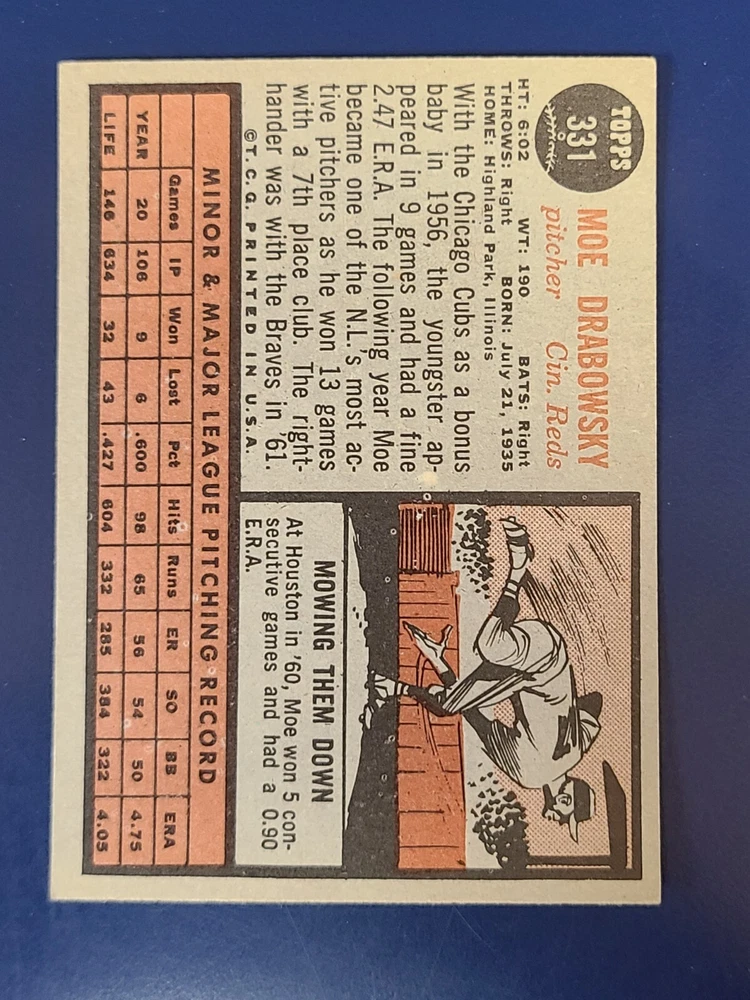 TOPPS
331
MOE DRABOWSKY
pitcher Cin. Reds
HT: 6:02 WT: 190 BATS: Right
THROWS: Right BORN: July 21, 1935
HOME: Highland Park, Illinois
With the Chicago Cubs as a bonus
baby in 1956, the youngster ap-
peared in 9 games and had a fine
2.47 E.R.A. The following year Moe
became one of the N.L.'s most ac-
tive pitchers as he won 13 games
with a 7th place club. The right-
hander was with the Braves in '61.
©T.C.G. PRINTED IN U.S.A.
MOWING THEM DOWN
At Houston in '60, Moe won 5 con-
secutive games and had a 0.90
E.R.A.
MINOR & MAJOR LEAGUE PITCHING RECORD
Games IP Won Lost Pct Hits Runs ER SO BB ERA
YEAR 20 106 9 6 .600 98 65 56 54 50 4.75
LIFE 146 634 32 43 .427 604 332 285 384 322 4.05